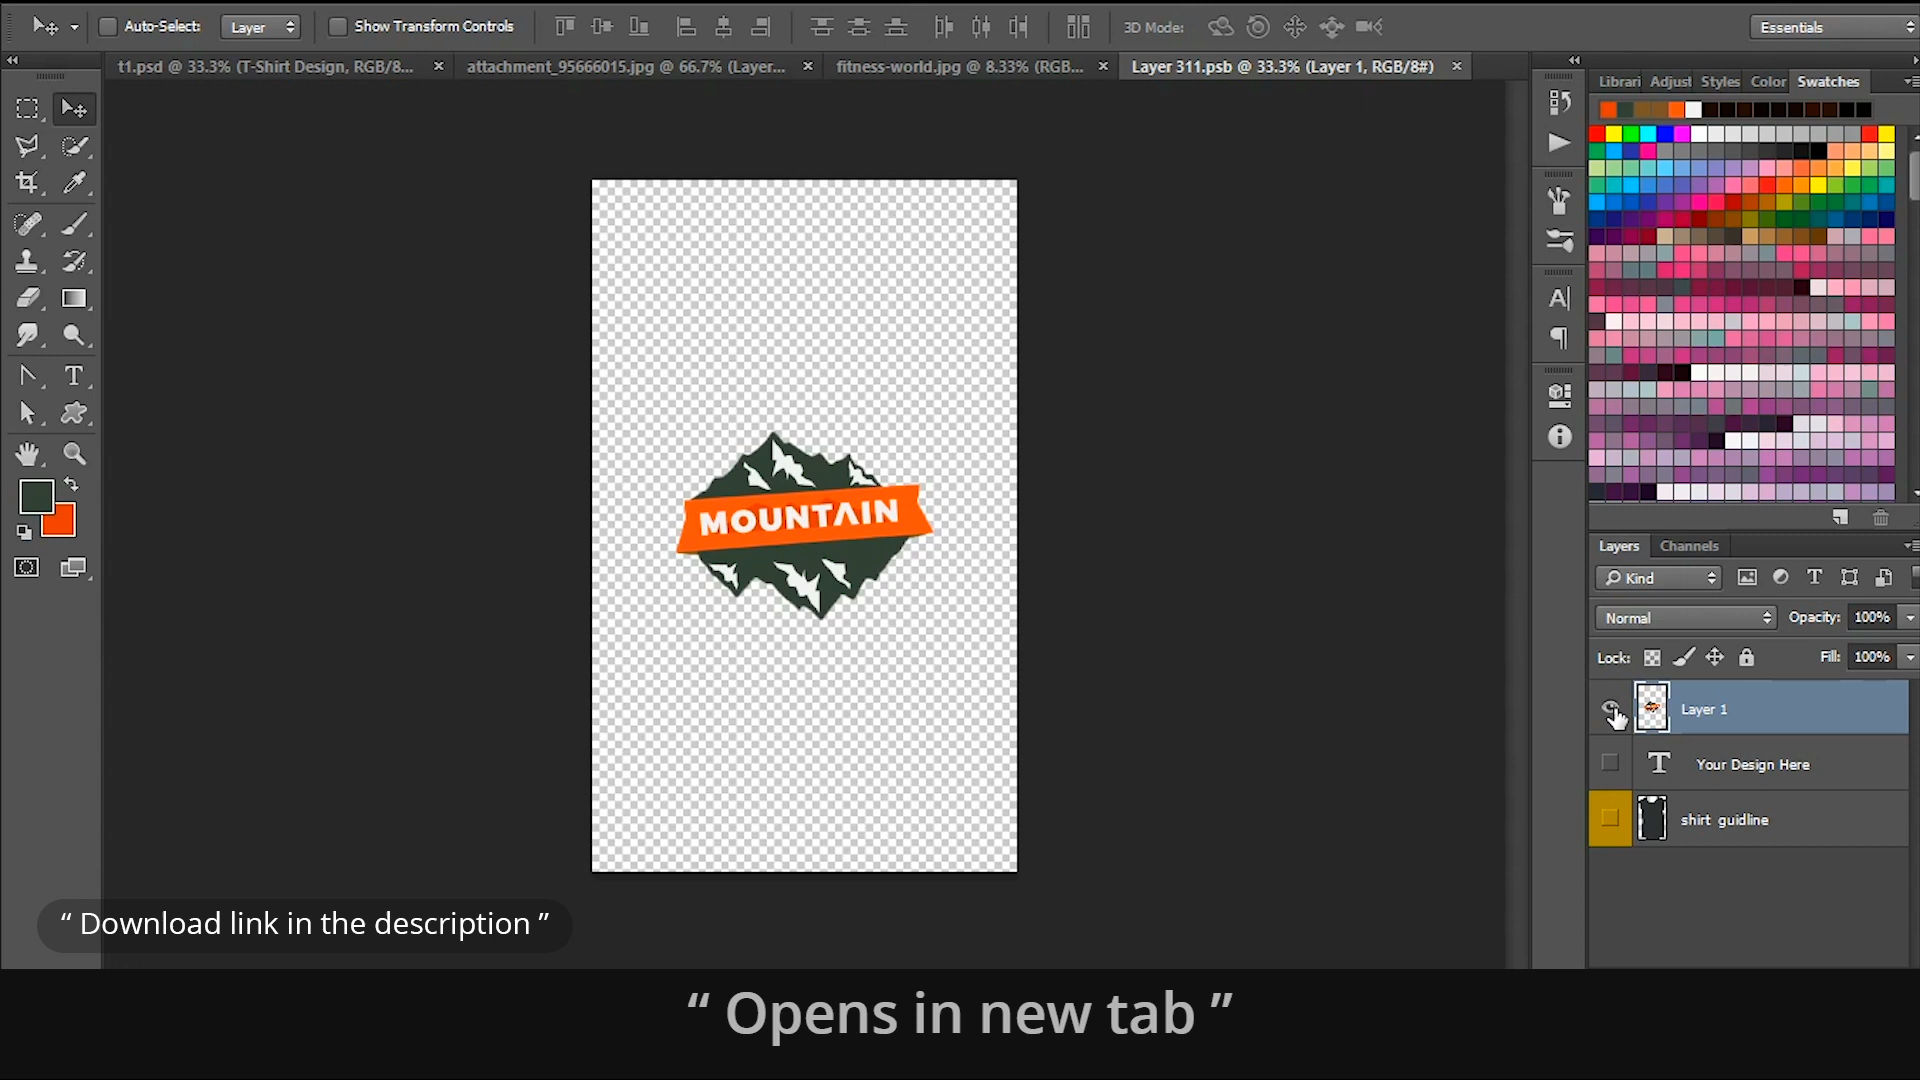 Auto-Select:
Layer
Show Transform Controls
3D Mode:
Essentials
t1.psd @ 33.3% (T-Shirt Design, RGB/8...
attachment_95666015.jpg @ 66.7% (Layer...
fitness-world.jpg @ 8.33% (RGB...
Layer 311.psb @ 33.3% (Layer 1, RGB/8#)
Librari
Adjust
Styles
Color
Swatches
MOUNTAIN
Layers
Channels
Kind
Normal
Opacity:
100%
Lock:
Fill:
100%
Layer 1
Your Design Here
shirt guidline
“ Download link in the description ”
“ Opens in new tab ”